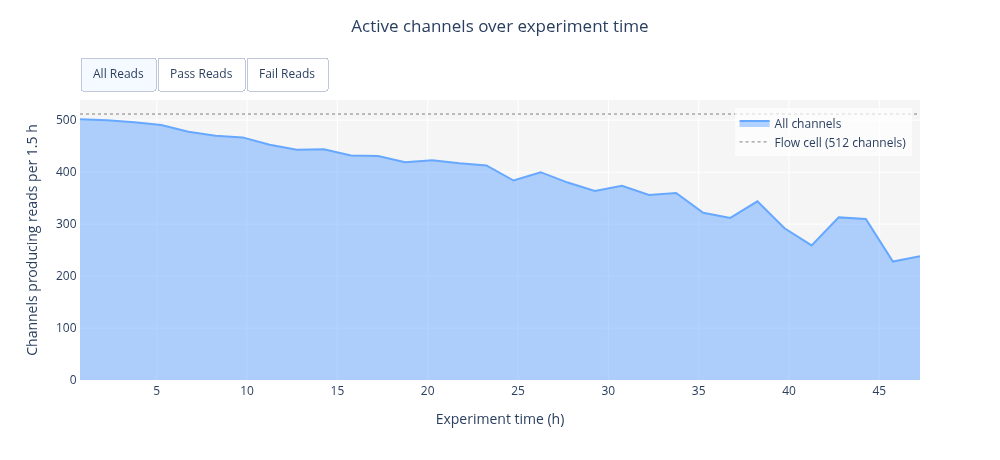 Active channels over experiment time
All Reads
Pass Reads
Fail Reads
Channels producing reads per 1.5 h
500
400
300
200
100
0
All channels
Flow cell (512 channels)
5
10
15
20
25
30
35
40
45
Experiment time (h)